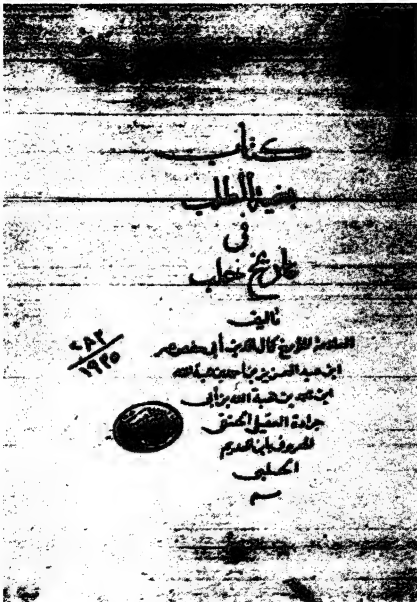 كتاب
بغية الطلب
في
تاريخ حلب
تأليف
العلامة المؤرخ كمال الدين أبي حفص عمر
ابن عبد العزيز بن أحمد بن هبة الله
ابن محمد بن هبة الله بن أبي
جرادة العقيلي الحنفي
المعروف بابن العديم
الحلبي
١٩٢٥